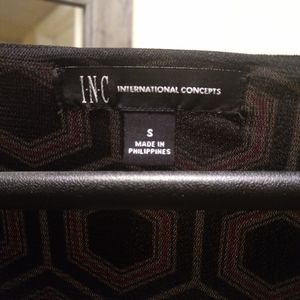 I·N·C INTERNATIONAL CONCEPTS
S
MADE IN
PHILIPPINES